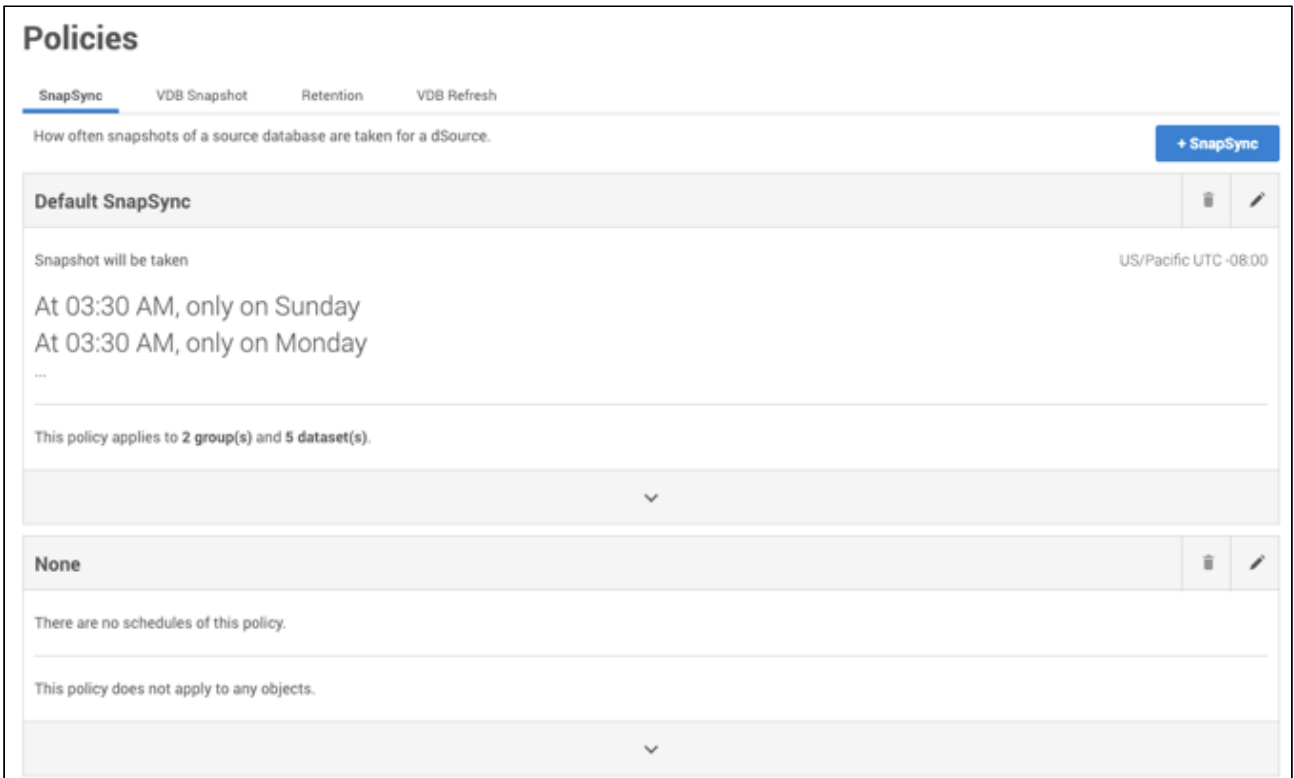 Policies
SnapSync VDB Snapshot Retention VDB Refresh
How often snapshots of a source database are taken for a dSource.
+ SnapSync
Default SnapSync
Snapshot will be taken US/Pacific UTC -08:00
At 03:30 AM, only on Sunday
At 03:30 AM, only on Monday
...
This policy applies to 2 group(s) and 5 dataset(s).
None
There are no schedules of this policy.
This policy does not apply to any objects.